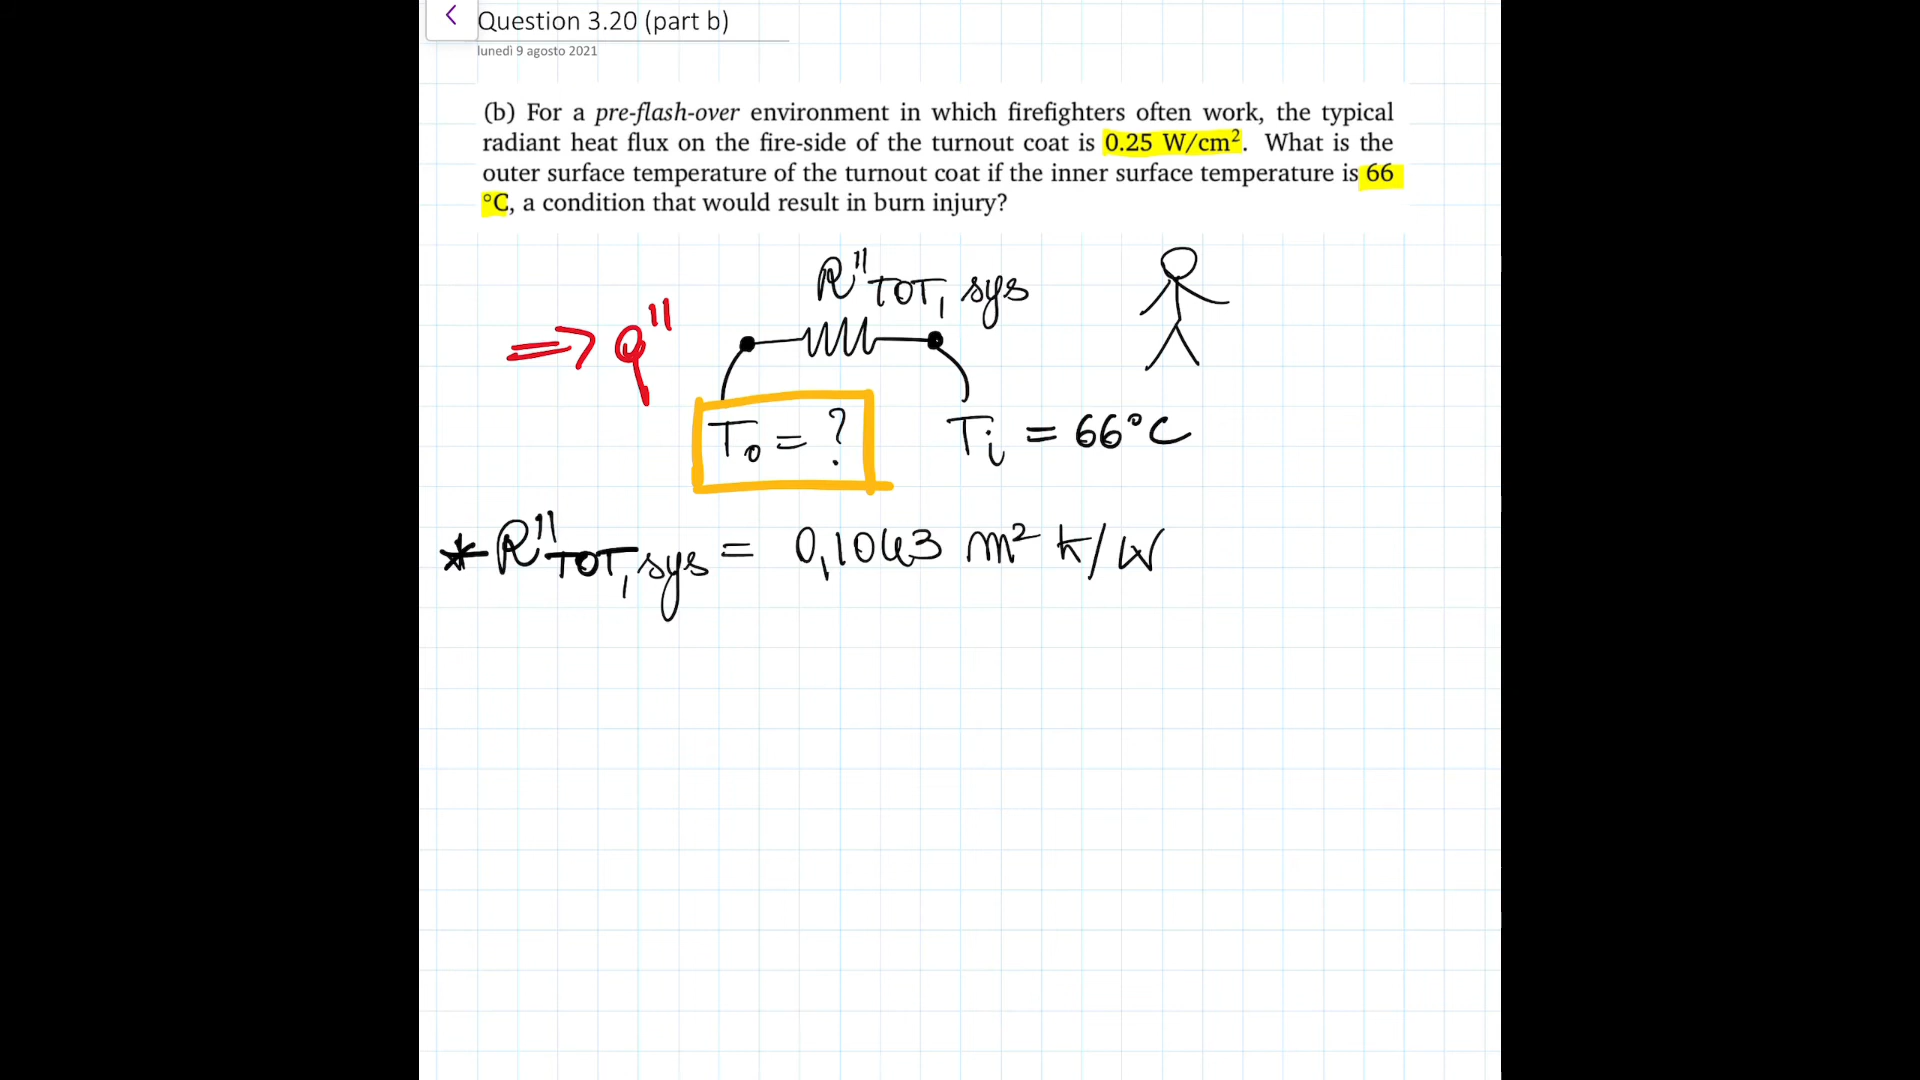 Question 3.20 (part b)
lunedì 9 agosto 2021
(b) For a pre-flash-over environment in which firefighters often work, the typical
radiant heat flux on the fire-side of the turnout coat is 0.25 W/cm². What is the
outer surface temperature of the turnout coat if the inner surface temperature is 66
°C, a condition that would result in burn injury?
R"TOT, sys
=> q"
To = ?
Ti = 66°C
* R"TOT, sys = 0,1043 m² K/W